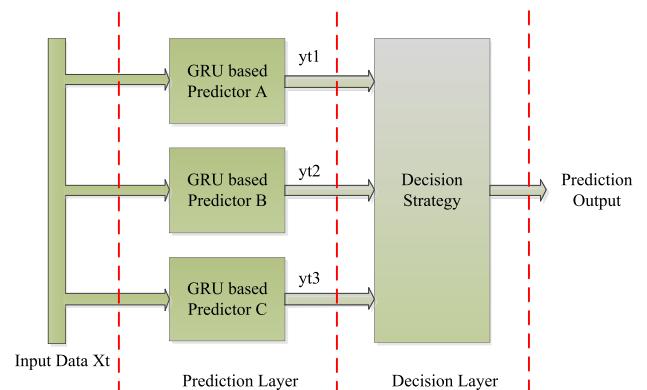 yt1
GRU based
Predictor A
yt2
GRU based
Predictor B
Decision
Strategy
Prediction
Output
yt3
GRU based
Predictor C
Input Data Xt
Prediction Layer
Decision Layer